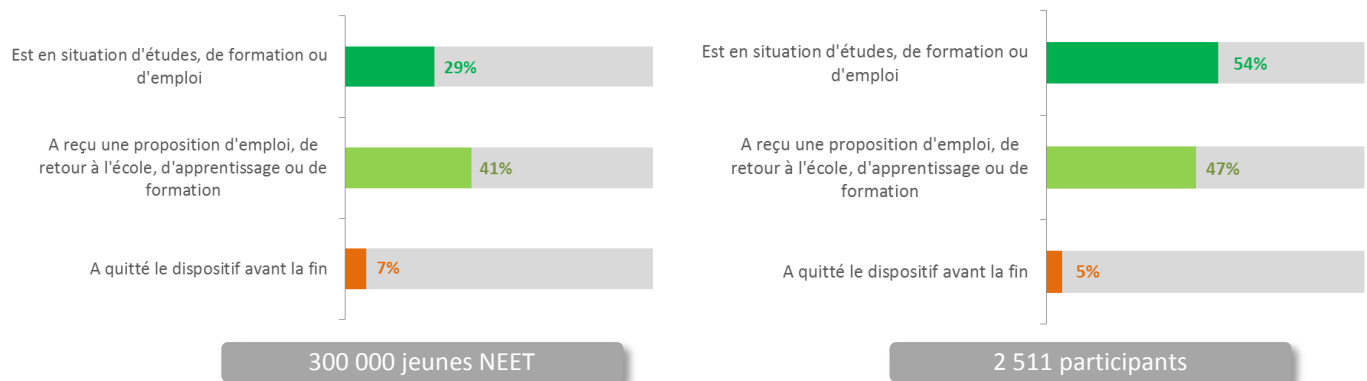 Est en situation d'études, de formation ou
d'emploi
29%
A reçu une proposition d'emploi, de
retour à l'école, d'apprentissage ou de
formation
41%
A quitté le dispositif avant la fin
7%
300 000 jeunes NEET
Est en situation d'études, de formation ou
d'emploi
54%
A reçu une proposition d'emploi, de
retour à l'école, d'apprentissage ou de
formation
47%
A quitté le dispositif avant la fin
5%
2 511 participants